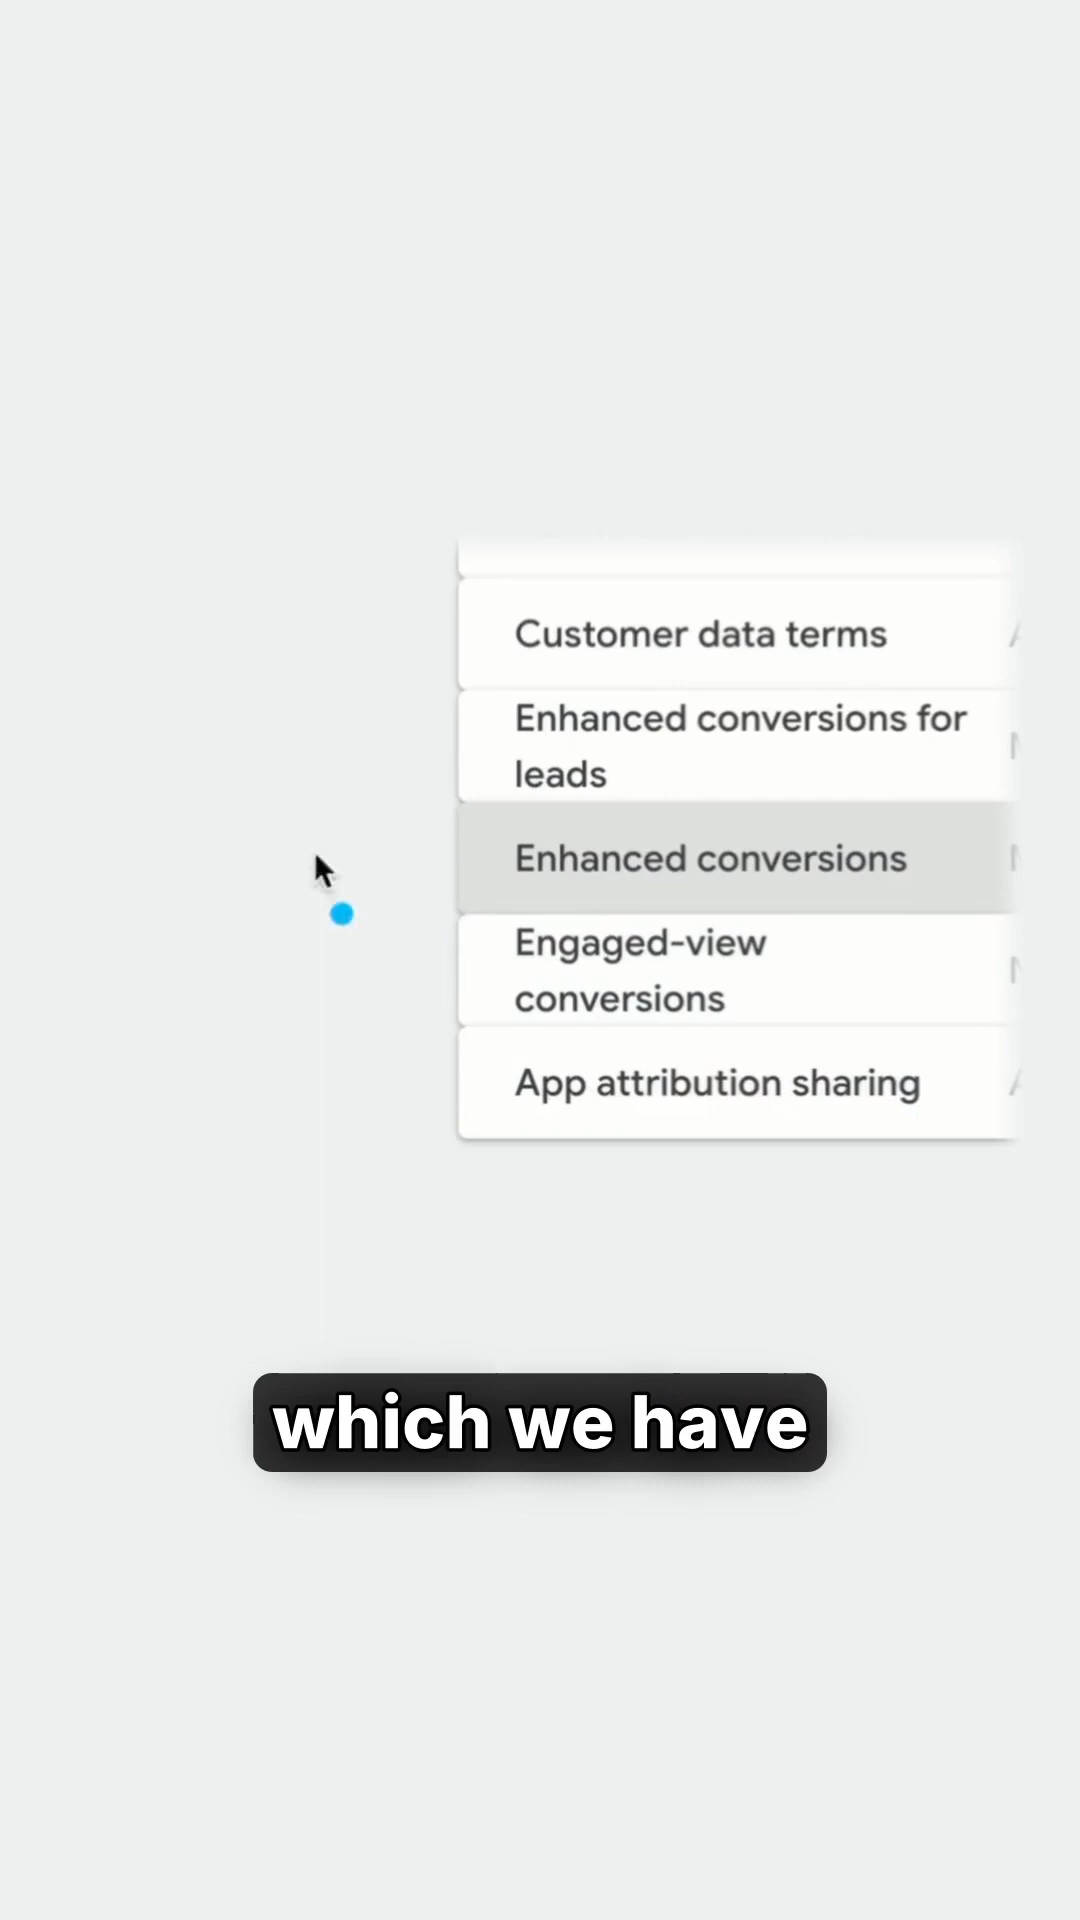 Customer data terms
Enhanced conversions for
leads
Enhanced conversions
Engaged-view
conversions
App attribution sharing
which we have